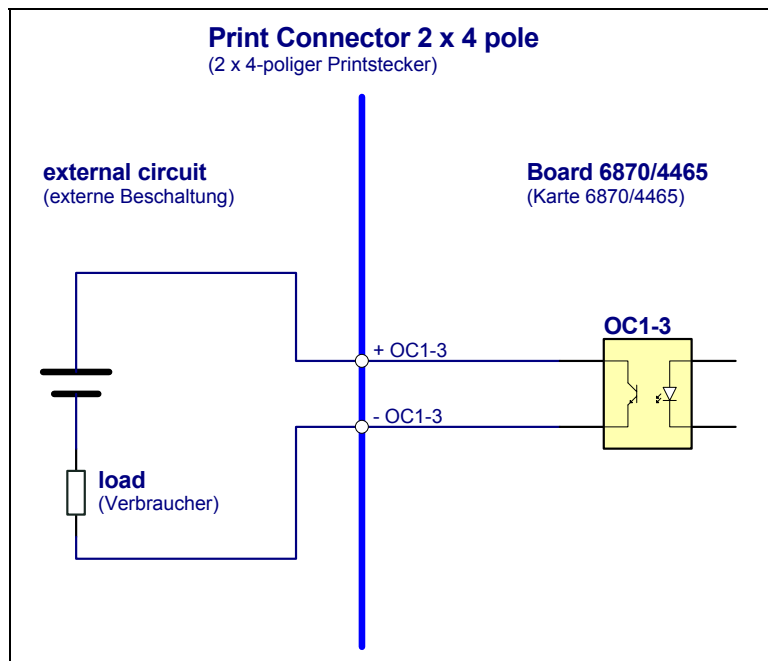 Print Connector 2 x 4 pole
(2 x 4-poliger Printstecker)
external circuit
(externe Beschaltung)
Board 6870/4465
(Karte 6870/4465)
OC1-3
+ OC1-3
- OC1-3
load
(Verbraucher)